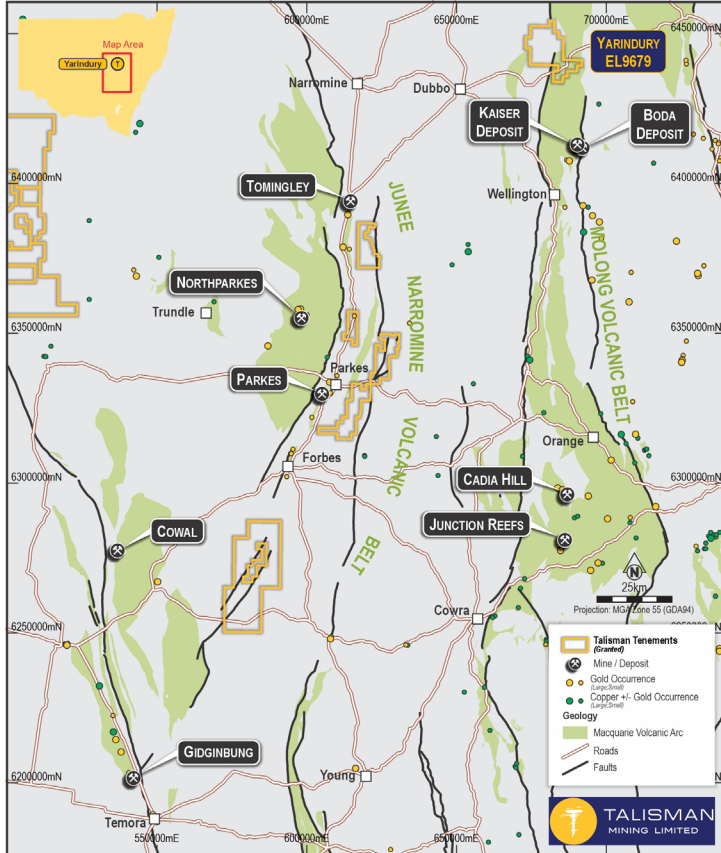 600000mE
650000mE
700000mE
6450000mN
Map Area
Yarindury
T
YARINDURY
EL9679
Narromine
Dubbo
KAISER
DEPOSIT
BODA
DEPOSIT
6400000mN
6400000mN
TOMINGLEY
Wellington
JUNEE
NARROMINE
VOLCANIC
BELT
MOLONG VOLCANIC BELT
NORTHPARKES
Trundle
6350000mN
6350000mN
PARKES
Parkes
Orange
Forbes
CADIA HILL
6300000mN
6300000mN
JUNCTION REEFS
COWAL
N
25km
Projection: MGA Zone 55 (GDA94)
Cowra
6250000mN
Talisman Tenements
(Granted)
Mine / Deposit
Gold Occurrence
(Large;Small)
Copper +/- Gold Occurrence
(Large;Small)
Geology
Macquarie Volcanic Arc
Roads
Faults
GIDGINBUNG
6200000mN
Young
Temora
550000mE
600000mE
650000mE
TALISMAN
MINING LIMITED